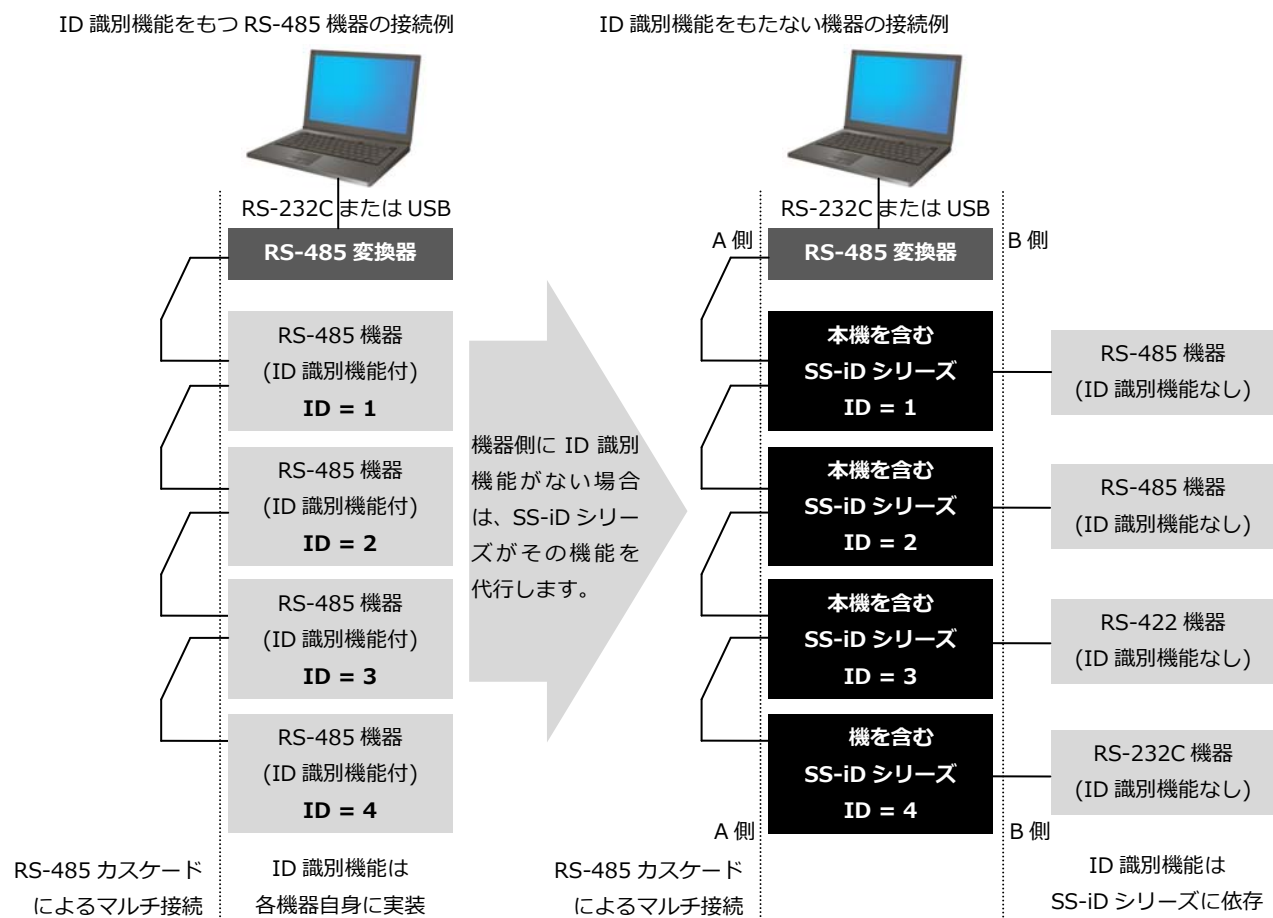 ID 識別機能をもつ RS-485 機器の接続例
RS-232C または USB
RS-485 変換器
RS-485 機器
(ID 識別機能付)
ID = 1
RS-485 機器
(ID 識別機能付)
ID = 2
RS-485 機器
(ID 識別機能付)
ID = 3
RS-485 機器
(ID 識別機能付)
ID = 4
RS-485 カスケード
によるマルチ接続
ID 識別機能は
各機器自身に実装
機器側に ID 識別
機能がない場合
は、SS-iD シリー
ズがその機能を
代行します。
ID 識別機能をもたない機器の接続例
RS-232C または USB
A 側
RS-485 変換器
B 側
本機を含む
SS-iD シリーズ
ID = 1
RS-485 機器
(ID 識別機能なし)
本機を含む
SS-iD シリーズ
ID = 2
RS-485 機器
(ID 識別機能なし)
本機を含む
SS-iD シリーズ
ID = 3
RS-422 機器
(ID 識別機能なし)
機を含む
SS-iD シリーズ
ID = 4
RS-232C 機器
(ID 識別機能なし)
A 側
B 側
RS-485 カスケード
によるマルチ接続
ID 識別機能は
SS-iD シリーズに依存